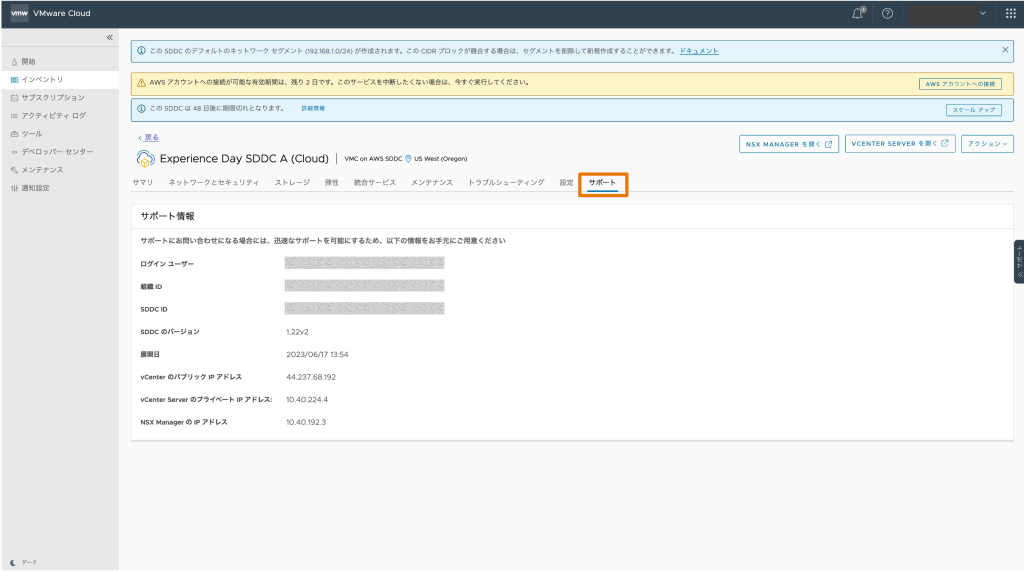 vmw VMware Cloud
開始
インベントリ
サブスクリプション
アクティビティ ログ
ツール
デベロッパー センター
メンテナンス
通知設定
ダーク
この SDDC のデフォルトのネットワーク セグメント (192.168.1.0/24) が作成されます。この CIDR ブロックが競合する場合は、セグメントを削除して新規作成することができます。 ドキュメント
AWS アカウントへの接続が可能な有効期間は、残り 2 日です。このサービスを中断したくない場合は、今すぐ実行してください。 AWS アカウントへの接続
この SDDC は 48 日後に期限切れとなります。 詳細情報 スケール アップ
戻る
Experience Day SDDC A (Cloud) VMC on AWS SDDC US West (Oregon)
NSX MANAGER を開く VCENTER SERVER を開く アクション
サマリ ネットワークとセキュリティ ストレージ 弾性 統合サービス メンテナンス トラブルシューティング 設定 サポート
サポート情報
サポートにお問い合わせになる場合には、迅速なサポートを可能にするため、以下の情報をお手元にご用意ください
ログイン ユーザー
組織 ID
SDDC ID
SDDC のバージョン 1.22v2
展開日 2023/06/17 13:54
vCenter のパブリック IP アドレス 44.237.68.192
vCenter Server のプライベート IP アドレス: 10.40.224.4
NSX Manager の IP アドレス 10.40.192.3
サポート